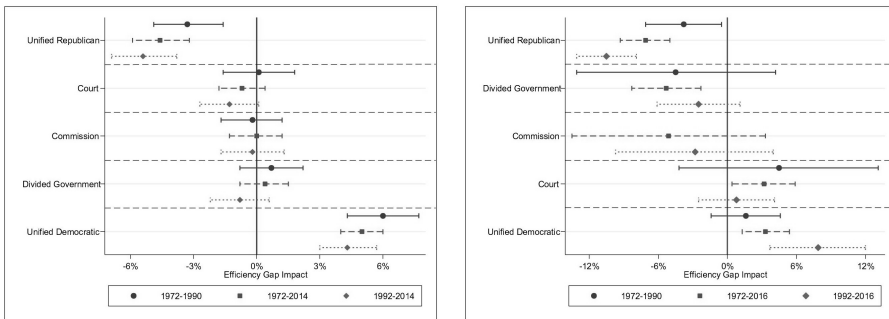 Unified Republican
Court
Commission
Divided Government
Unified Democratic
-6% -3% 0% 3% 6%
Efficiency Gap Impact
1972-1990 1972-2014 1992-2014
Unified Republican
Divided Government
Commission
Court
Unified Democratic
-12% -6% 0% 6% 12%
Efficiency Gap Impact
1972-1990 1972-2016 1992-2016